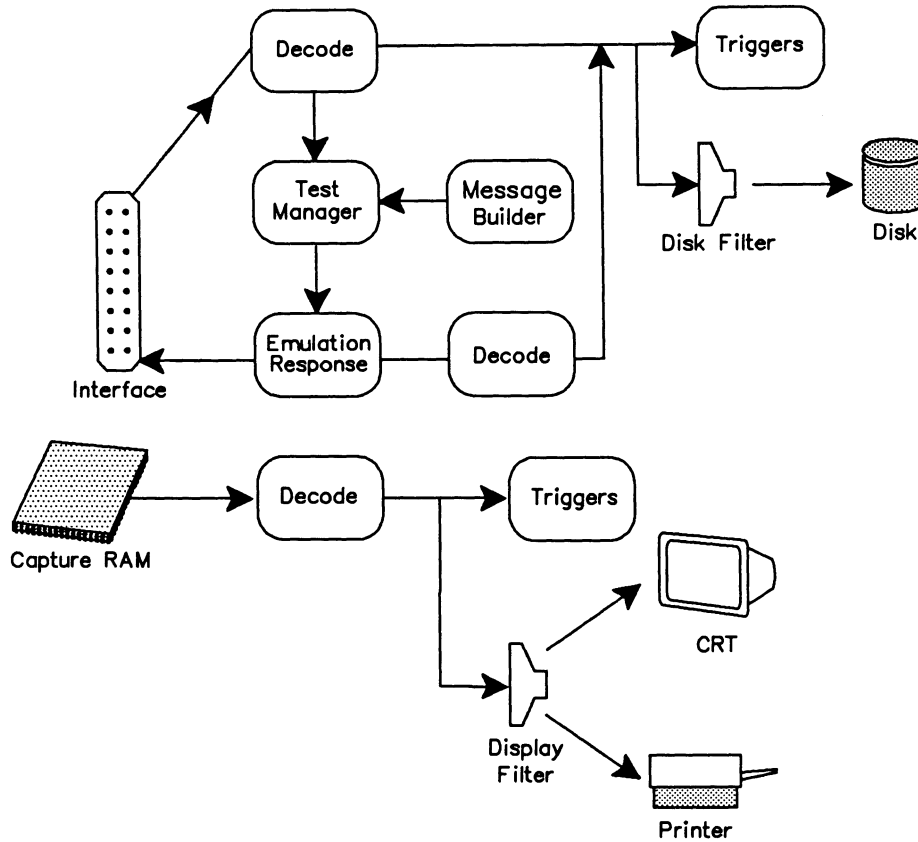 Decode
Triggers
Test
Manager
Message
Builder
Disk Filter
Disk
Emulation
Response
Decode
Interface
Capture RAM
Decode
Triggers
CRT
Display
Filter
Printer